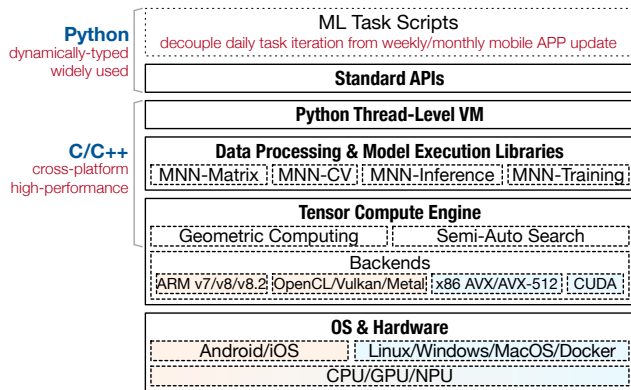 ML Task Scripts
decouple daily task iteration from weekly/monthly mobile APP update
Python
dynamically-typed
widely used
Standard APIs
Python Thread-Level VM
C/C++
cross-platform
high-performance
Data Processing & Model Execution Libraries
MNN-Matrix MNN-CV MNN-Inference MNN-Training
Tensor Compute Engine
Geometric Computing Semi-Auto Search
Backends
ARM v7/v8/v8.2 OpenCL/Vulkan/Metal x86 AVX/AVX-512 CUDA
OS & Hardware
Android/iOS Linux/Windows/MacOS/Docker
CPU/GPU/NPU